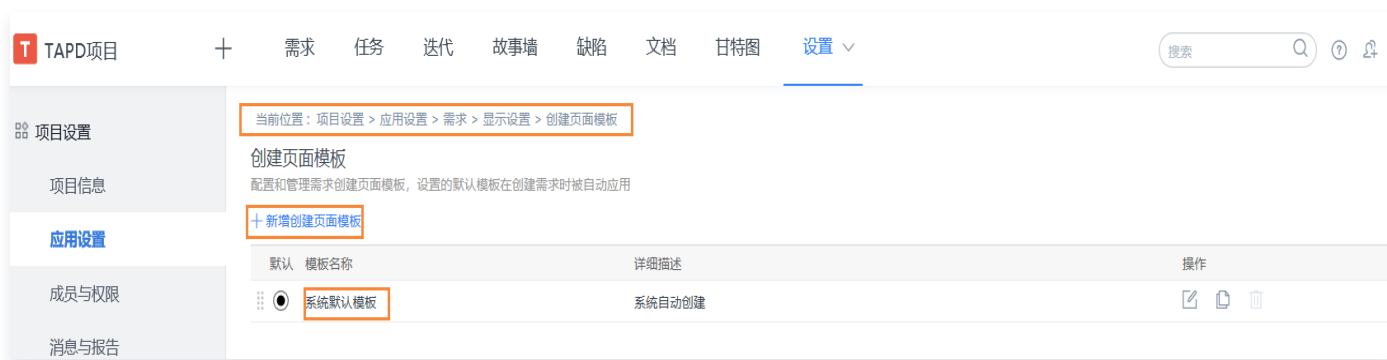 T TAPD项目 + 需求 任务 迭代 故事墙 缺陷 文档 甘特图 设置 搜索
项目设置
项目信息
应用设置
成员与权限
消息与报告
当前位置：项目设置 > 应用设置 > 需求 > 显示设置 > 创建页面模板
创建页面模板
配置和管理需求创建页面模板，设置的默认模板在创建需求时被自动应用
+ 新增创建页面模板
默认 模板名称 详细描述 操作
系统默认模板 系统自动创建